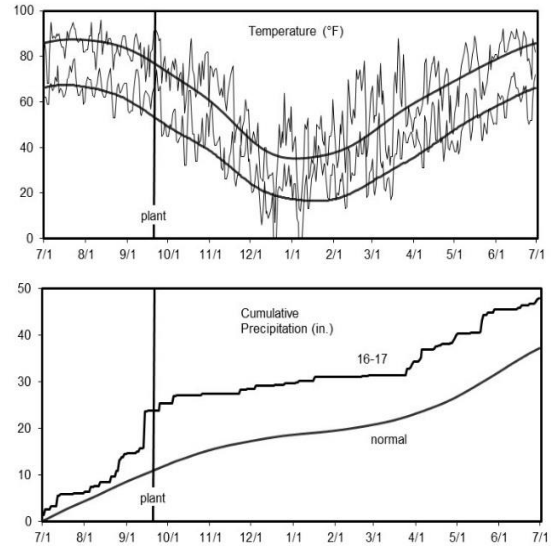 Temperature (°F)
100
80
60
40
20
0
plant
7/1 8/1 9/1 10/1 11/1 12/1 1/1 2/1 3/1 4/1 5/1 6/1 7/1
Cumulative
Precipitation (in.)
50
40
30
20
10
0
16-17
normal
plant
7/1 8/1 9/1 10/1 11/1 12/1 1/1 2/1 3/1 4/1 5/1 6/1 7/1